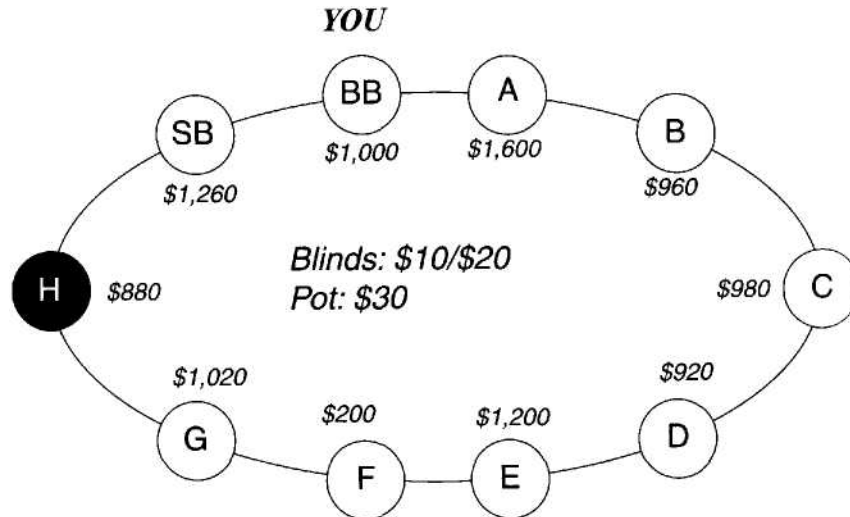 YOU
BB
A
SB
B
$1,000
$1,600
$1,260
$960
Blinds: $10/$20
H
$880
$980
C
Pot: $30
$1,020
$920
$200
$1,200
G
D
F
E